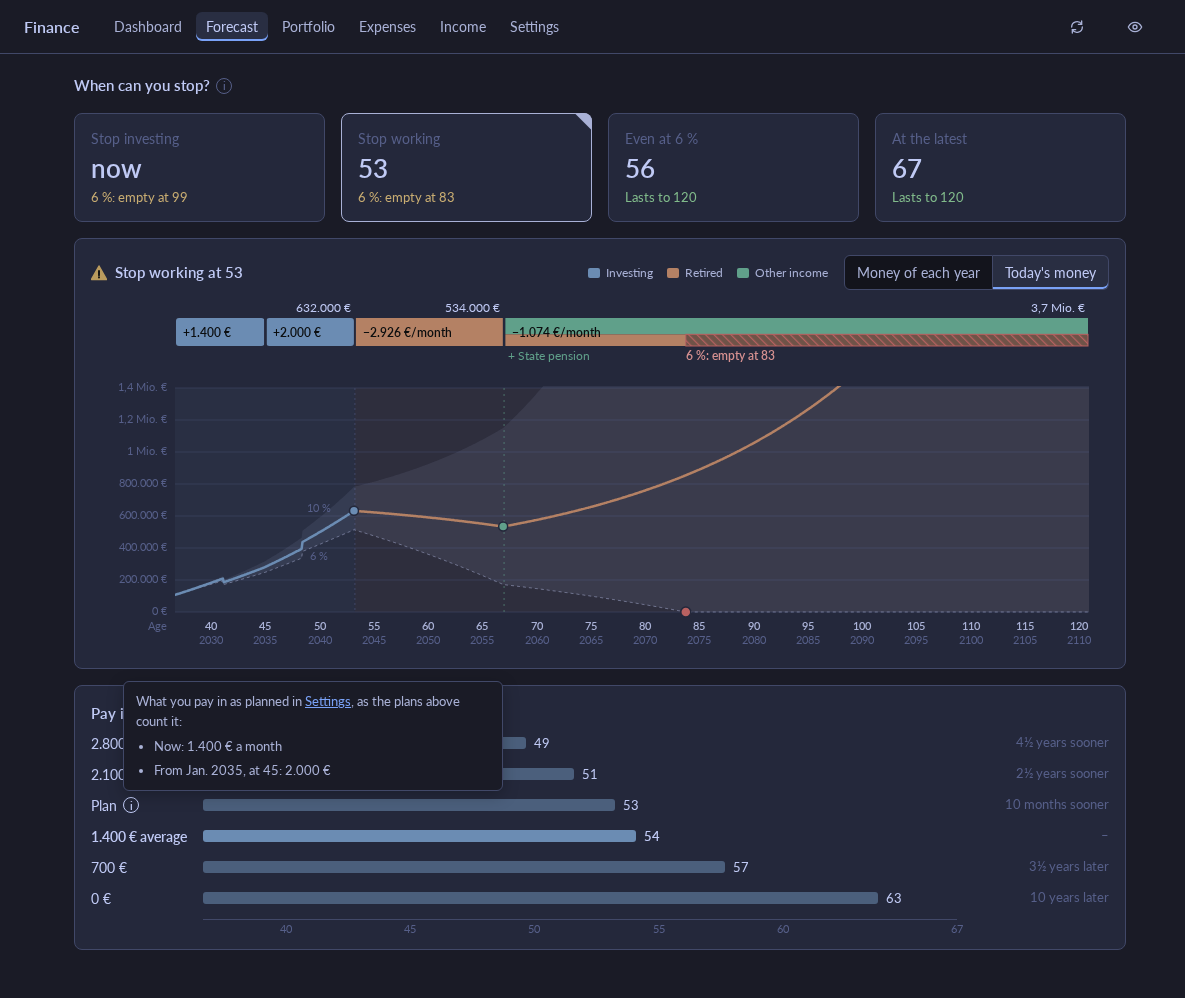 Finance Dashboard Forecast Portfolio Expenses Income Settings
When can you stop?
Stop investing
now
6 %: empty at 99
Stop working
53
6 %: empty at 83
Even at 6 %
56
Lasts to 120
At the latest
67
Lasts to 120
Stop working at 53
Investing Retired Other income
Money of each year Today's money
632.000 € 534.000 € 3,7 Mio. €
+1.400 € +2.000 € −2.926 €/month −1.074 €/month
+ State pension 6 %: empty at 83
1,4 Mio. €
1,2 Mio. €
1 Mio. €
800.000 €
600.000 €
400.000 €
200.000 €
0 €
10 %
6 %
Age 40 45 50 55 60 65 70 75 80 85 90 95 100 105 110 115 120
2030 2035 2040 2045 2050 2055 2060 2065 2070 2075 2080 2085 2090 2095 2100 2105 2110
What you pay in as planned in Settings, as the plans above
count it:
• Now: 1.400 € a month
• From Jan. 2035, at 45: 2.000 €
Pay i
2.800 49 4½ years sooner
2.100 51 2½ years sooner
Plan 53 10 months sooner
1.400 € average 54 –
700 € 57 3½ years later
0 € 63 10 years later
40 45 50 55 60 67